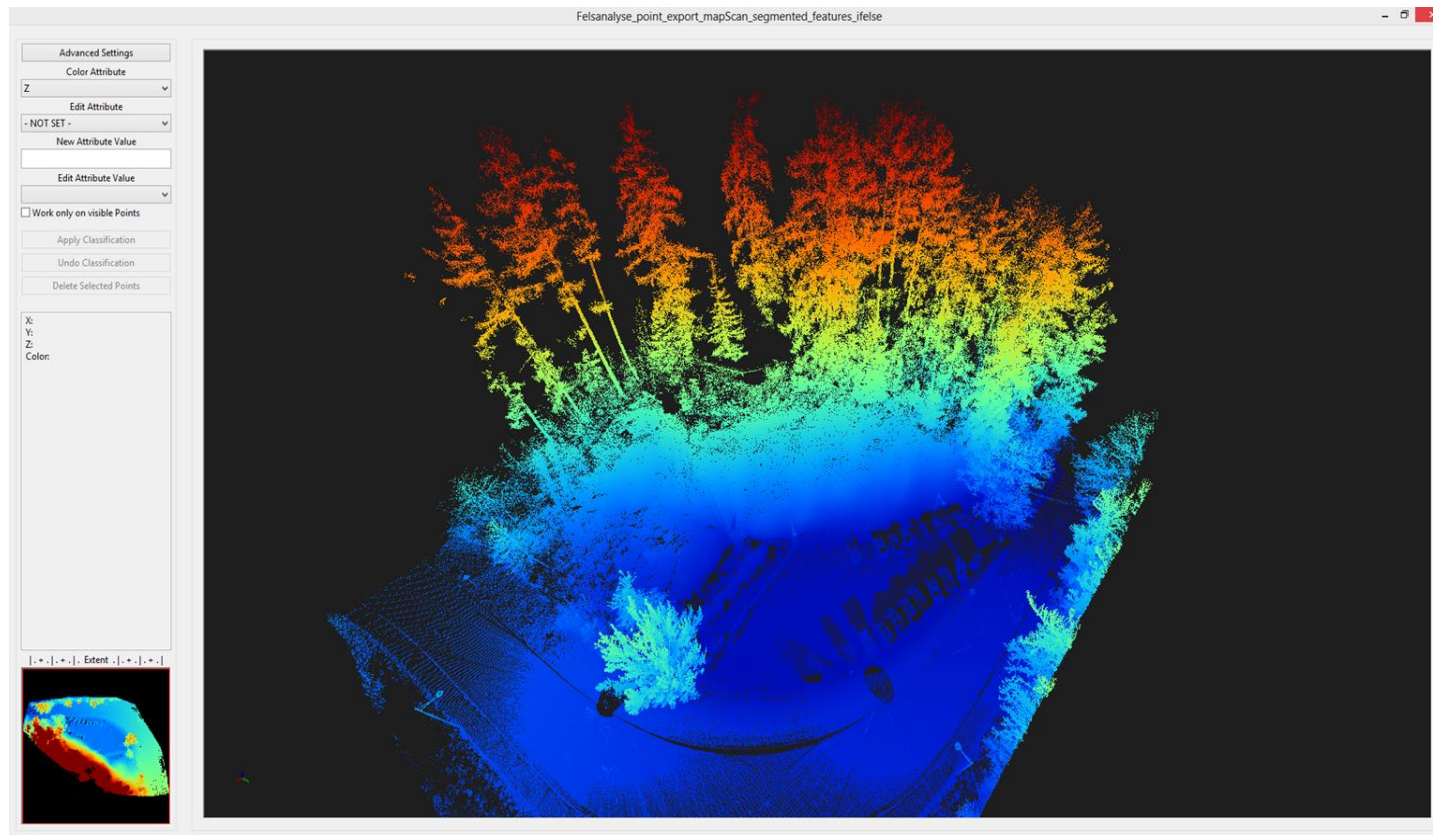 Felsanalyse_point_export_mapScan_segmented_features_ifelse
Advanced Settings
Color Attribute
Z
Edit Attribute
- NOT SET -
New Attribute Value
Edit Attribute Value
Work only on visible Points
Apply Classification
Undo Classification
Delete Selected Points
X:
Y:
Z:
Color:
|.+.|.+.|. Extent .|.+.|.+.|